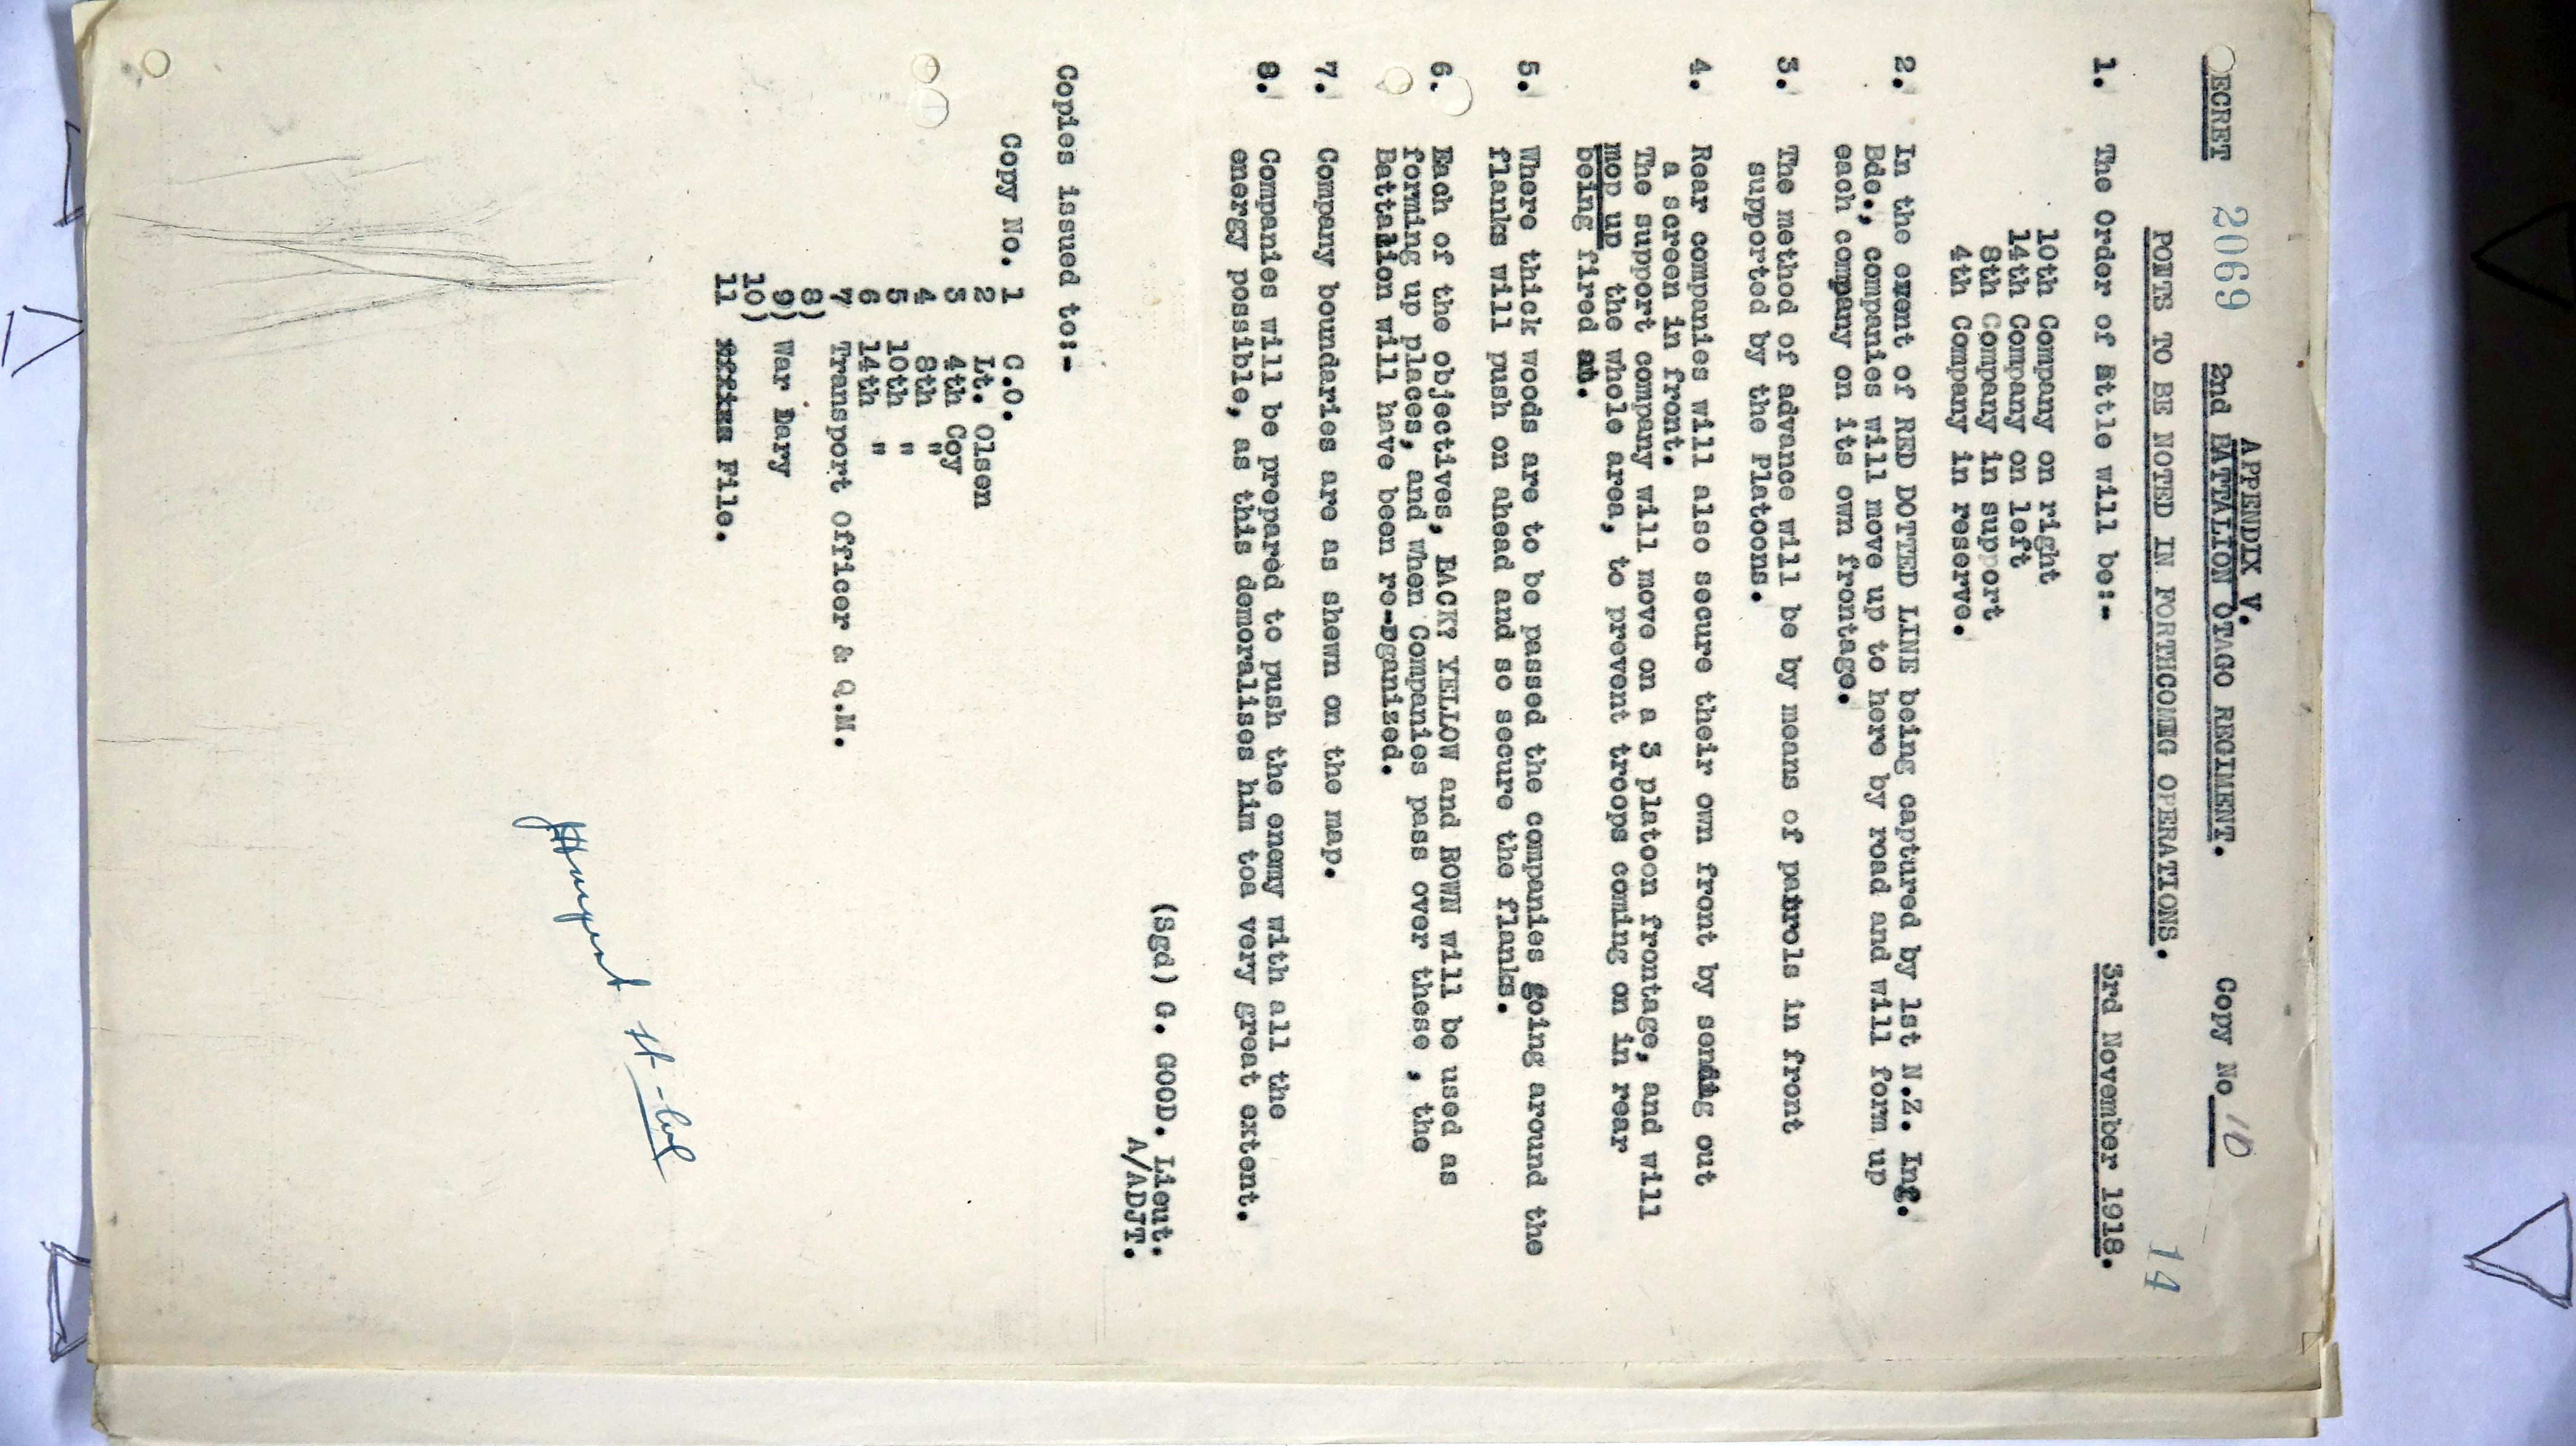 APPENDIX V.
ECRET 2069 2nd BATTALION OTAGO REGIMENT. Copy No 10
POINTS TO BE NOTED IN FORTHCOMING OPERATIONS. 14
3rd November 1918.
1. The Order of attle will be:-
10th Company on right
14th Company on left
8th Company in support
4th Company in reserve.
2. In the event of RED DOTTED LINE being captured by 1st N.Z. Inf.
Bde., companies will move up to here by road and will form up
each company on its own frontage.
3. The method of advance will be by means of patrols in front
supported by the Platoons.
4. Rear companies will also secure their own front by sending out
a screen in front.
The support company will move on a 3 platoon frontage, and will
mop up the whole area, to prevent troops coming on in rear
being fired at.
5. Where thick woods are to be passed the companies going around the
flanks will push on ahead and so secure the flanks.
6. Each of the objectives, BACK? YELLOW and ROWN will be used as
forming up places, and when Companies pass over these , the
Battalion will have been re-Dganized.
7. Company boundaries are as shewn on the map.
8. Companies will be prepared to push the enemy with all the
energy possible, as this demoralises him toa very great extent.
(Sgd) G. GOOD. Lieut.
A/ADJT.
Copies issued to:-
Copy No. 1 C.O.
2 Lt. Olsen
3 4th Coy
4 8th "
5 10th "
6 14th "
7 Transport Officer & Q.M.
8)
9) War Dary
10)
11 File.